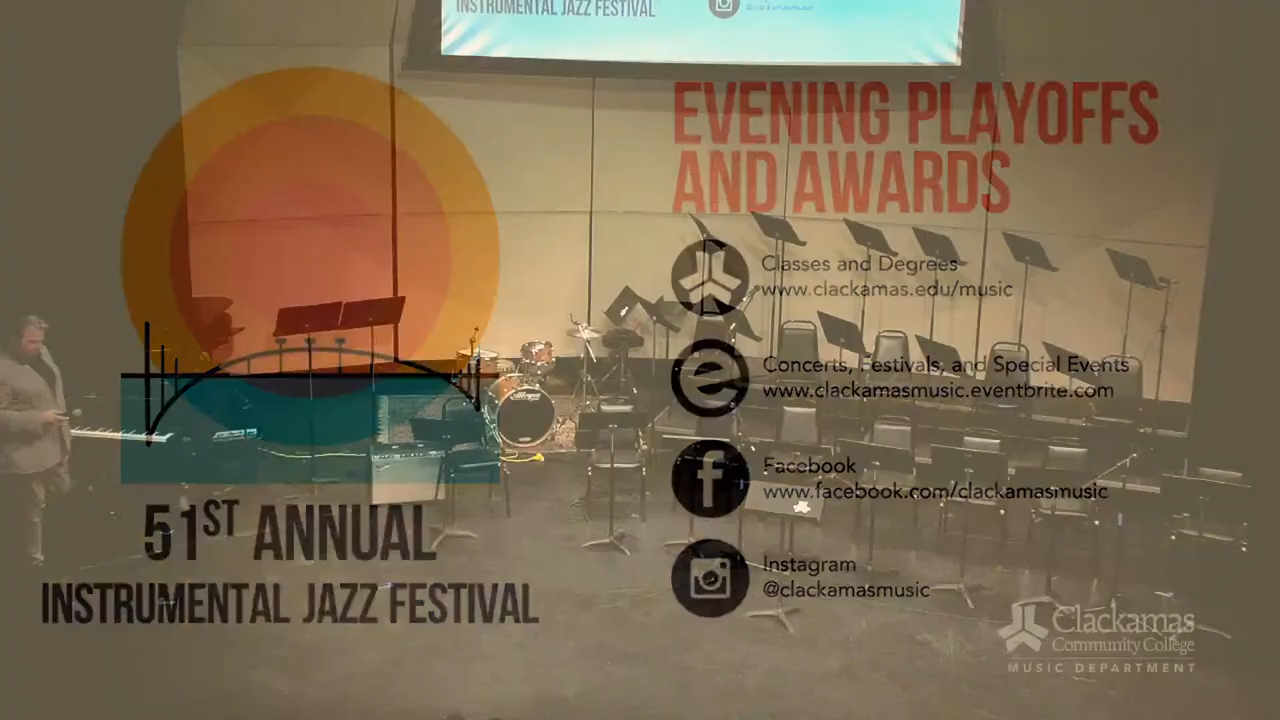 INSTRUMENTAL JAZZ FESTIVAL
@clackamasmusic
EVENING PLAYOFFS
AND AWARDS
Classes and Degrees
www.clackamas.edu/music
Concerts, Festivals, and Special Events
www.clackamasmusic.eventbrite.com
Facebook
www.facebook.com/clackamasmusic
Instagram
@clackamasmusic
51ST ANNUAL
INSTRUMENTAL JAZZ FESTIVAL
Clackamas
Community College
MUSIC DEPARTMENT